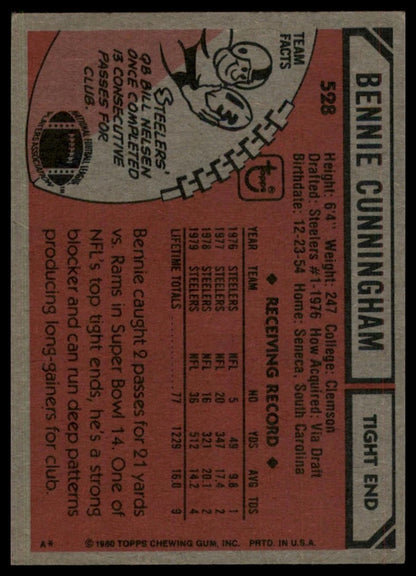 BENNIE CUNNINGHAM TIGHT END
528
Height: 6'4" Weight: 247 College: Clemson
Drafted: Steelers #1-1976 How Acquired: Via Draft
Birthdate: 12-23-54 Home: Seneca, South Carolina
TEAM
FACTS
STEELERS'
QB BILL NELSEN
ONCE COMPLETED
13 CONSECUTIVE
PASSES FOR
CLUB.
TOPPS
◆ RECEIVING RECORD ◆
YEAR TEAM NO YDS AVG TDS
1976 STEELERS NFL 5 49 9.8 1
1977 STEELERS NFL 20 347 17.4 2
1978 STEELERS NFL 16 321 20.1 2
1979 STEELERS NFL 36 512 14.2 4
LIFETIME TOTALS 77 1229 16.0 9
Bennie caught 2 passes for 21 yards
vs. Rams in Super Bowl 14. One of
NFL's top tight ends, he's a strong
blocker and can run deep patterns
producing long-gainers for club.
A* © 1980 TOPPS CHEWING GUM, INC. PRTD. IN U.S.A.